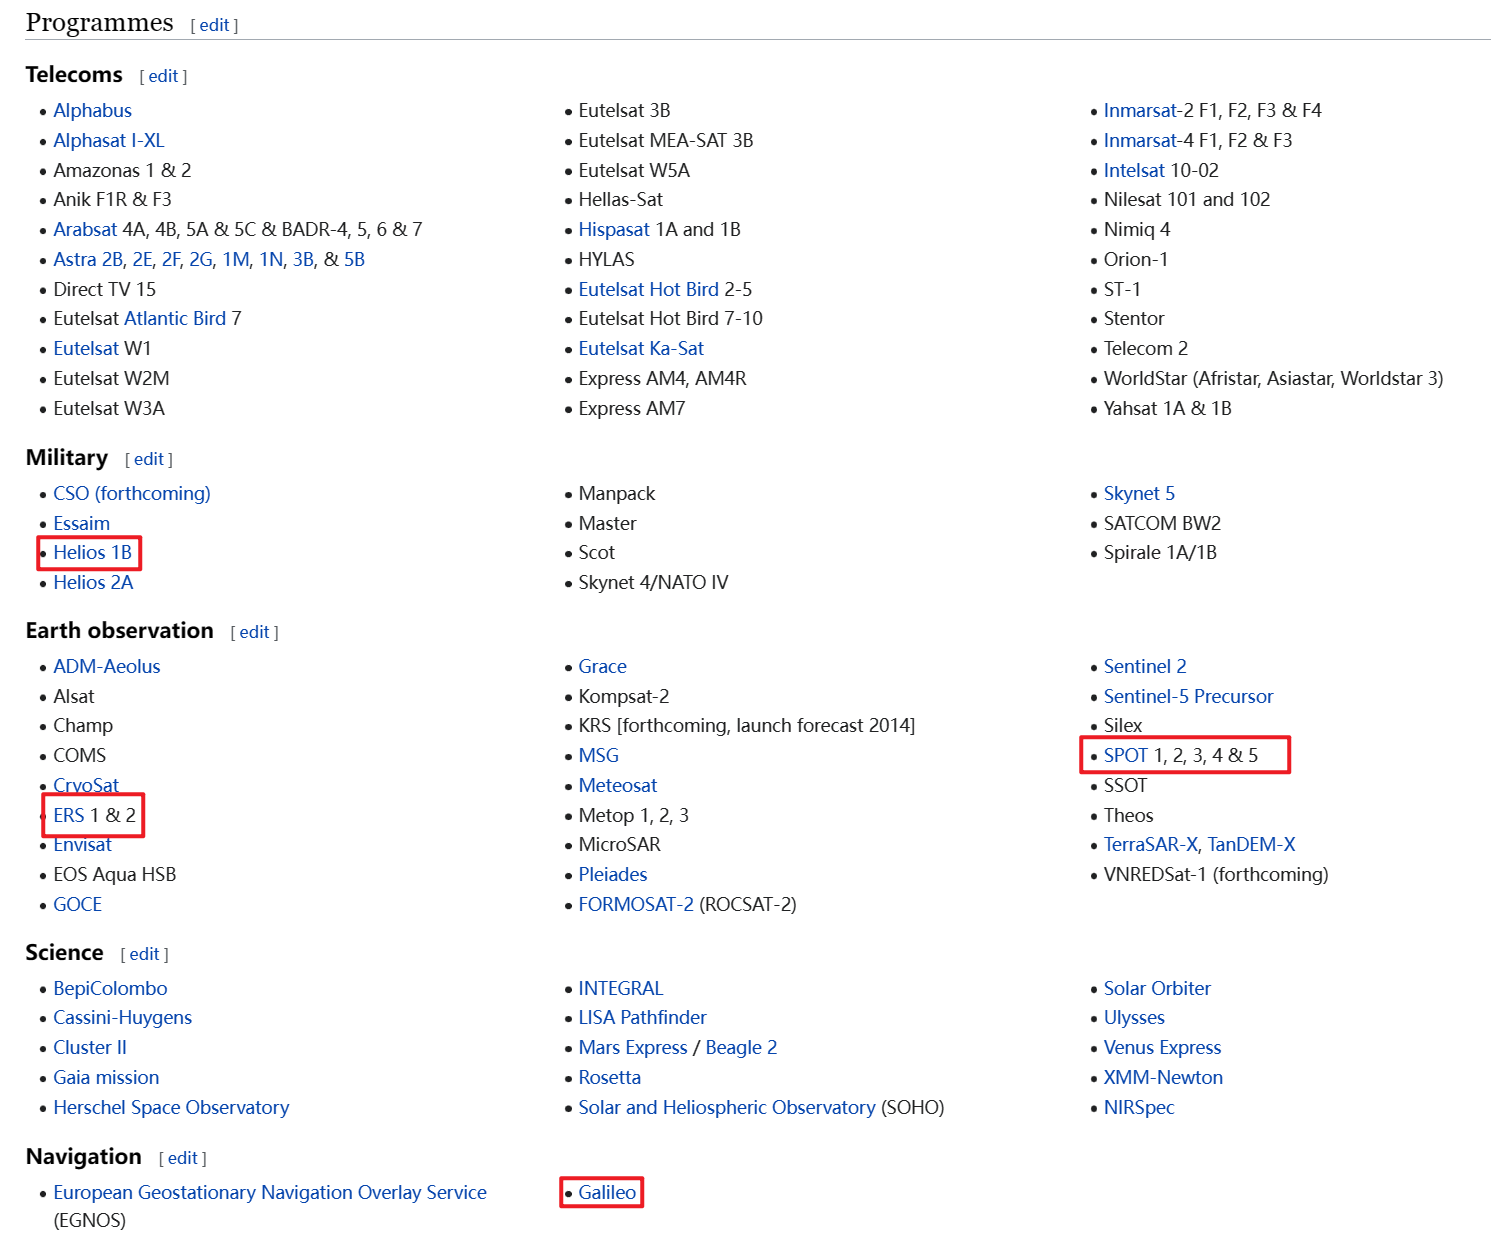 Programmes [ edit ]
Telecoms [ edit ]
• Alphabus
• Alphasat I-XL
• Amazonas 1 & 2
• Anik F1R & F3
• Arabsat 4A, 4B, 5A & 5C & BADR-4, 5, 6 & 7
• Astra 2B, 2E, 2F, 2G, 1M, 1N, 3B, & 5B
• Direct TV 15
• Eutelsat Atlantic Bird 7
• Eutelsat W1
• Eutelsat W2M
• Eutelsat W3A
• Eutelsat 3B
• Eutelsat MEA-SAT 3B
• Eutelsat W5A
• Hellas-Sat
• Hispasat 1A and 1B
• HYLAS
• Eutelsat Hot Bird 2-5
• Eutelsat Hot Bird 7-10
• Eutelsat Ka-Sat
• Express AM4, AM4R
• Express AM7
• Inmarsat-2 F1, F2, F3 & F4
• Inmarsat-4 F1, F2 & F3
• Intelsat 10-02
• Nilesat 101 and 102
• Nimiq 4
• Orion-1
• ST-1
• Stentor
• Telecom 2
• WorldStar (Afristar, Asiastar, Worldstar 3)
• Yahsat 1A & 1B
Military [ edit ]
• CSO (forthcoming)
• Essaim
• Helios 1B
• Helios 2A
• Manpack
• Master
• Scot
• Skynet 4/NATO IV
• Skynet 5
• SATCOM BW2
• Spirale 1A/1B
Earth observation [ edit ]
• ADM-Aeolus
• Alsat
• Champ
• COMS
• CryoSat
• ERS 1 & 2
• Envisat
• EOS Aqua HSB
• GOCE
• Grace
• Kompsat-2
• KRS [forthcoming, launch forecast 2014]
• MSG
• Meteosat
• Metop 1, 2, 3
• MicroSAR
• Pleiades
• FORMOSAT-2 (ROCSAT-2)
• Sentinel 2
• Sentinel-5 Precursor
• Silex
• SPOT 1, 2, 3, 4 & 5
• SSOT
• Theos
• TerraSAR-X, TanDEM-X
• VNREDSat-1 (forthcoming)
Science [ edit ]
• BepiColombo
• Cassini-Huygens
• Cluster II
• Gaia mission
• Herschel Space Observatory
• INTEGRAL
• LISA Pathfinder
• Mars Express / Beagle 2
• Rosetta
• Solar and Heliospheric Observatory (SOHO)
• Solar Orbiter
• Ulysses
• Venus Express
• XMM-Newton
• NIRSpec
Navigation [ edit ]
• European Geostationary Navigation Overlay Service
(EGNOS)
• Galileo